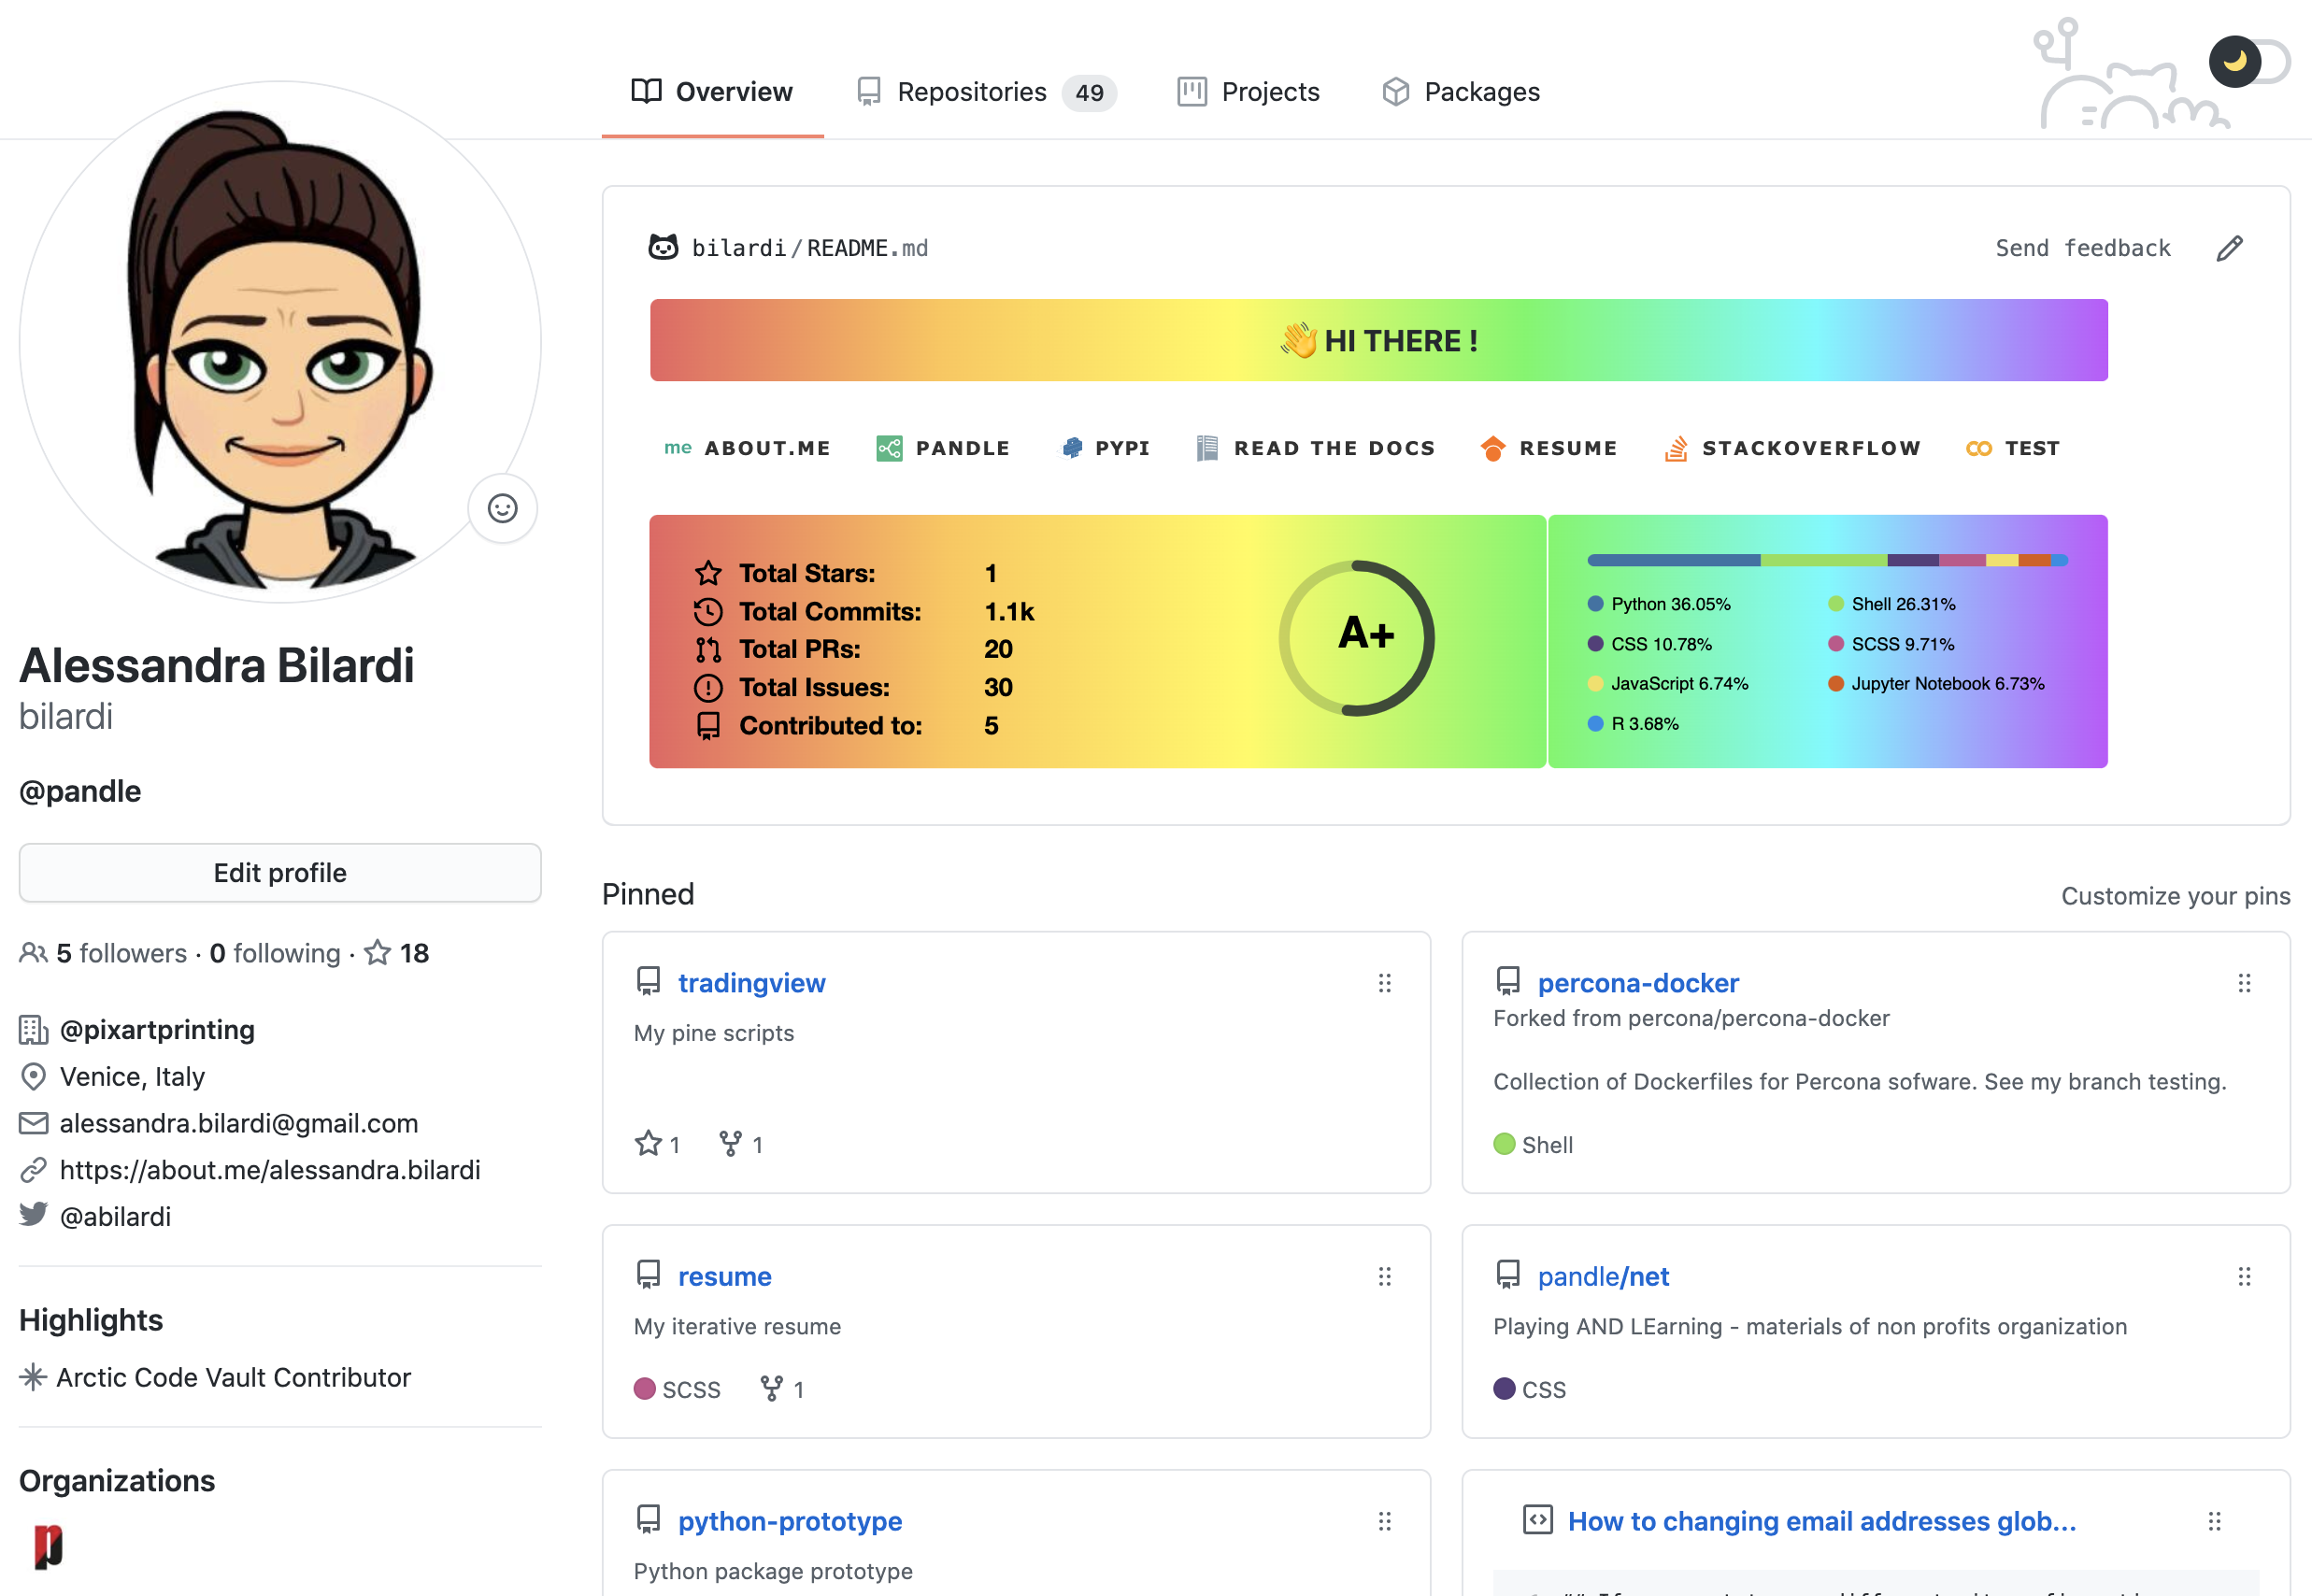 Overview
Repositories 49
Projects
Packages
Alessandra Bilardi
bilardi
@pandle
Edit profile
5 followers · 0 following · 18
@pixartprinting
Venice, Italy
alessandra.bilardi@gmail.com
https://about.me/alessandra.bilardi
@abilardi
Highlights
Arctic Code Vault Contributor
Organizations
p
bilardi/README.md
Send feedback
👋 HI THERE !
me ABOUT.ME
PANDLE
PYPI
READ THE DOCS
RESUME
STACKOVERFLOW
TEST
Total Stars: 1
Total Commits: 1.1k
Total PRs: 20
Total Issues: 30
Contributed to: 5
A+
Python 36.05%
Shell 26.31%
CSS 10.78%
SCSS 9.71%
JavaScript 6.74%
Jupyter Notebook 6.73%
R 3.68%
Pinned
Customize your pins
tradingview
My pine scripts
1 1
percona-docker
Forked from percona/percona-docker
Collection of Dockerfiles for Percona sofware. See my branch testing.
Shell
resume
My iterative resume
SCSS 1
pandle/net
Playing AND LEarning - materials of non profits organization
CSS
python-prototype
Python package prototype
How to changing email addresses glob...